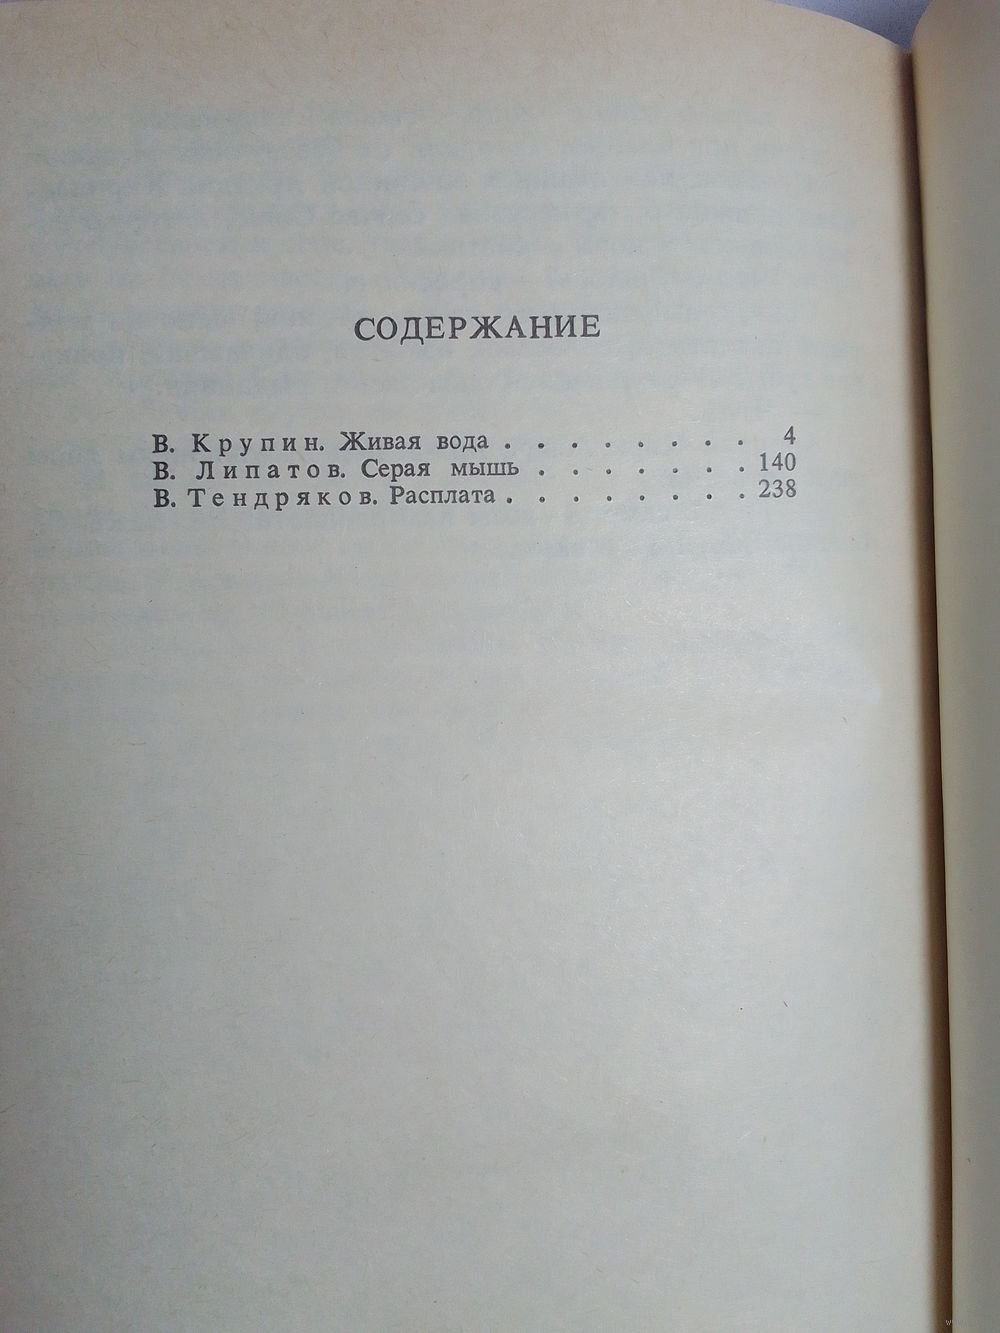 СОДЕРЖАНИЕ
В. Крупин. Живая вода . . . . . . . . . 4
В. Липатов. Серая мышь . . . . . . . . 140
В. Тендряков. Расплата . . . . . . . . . 238